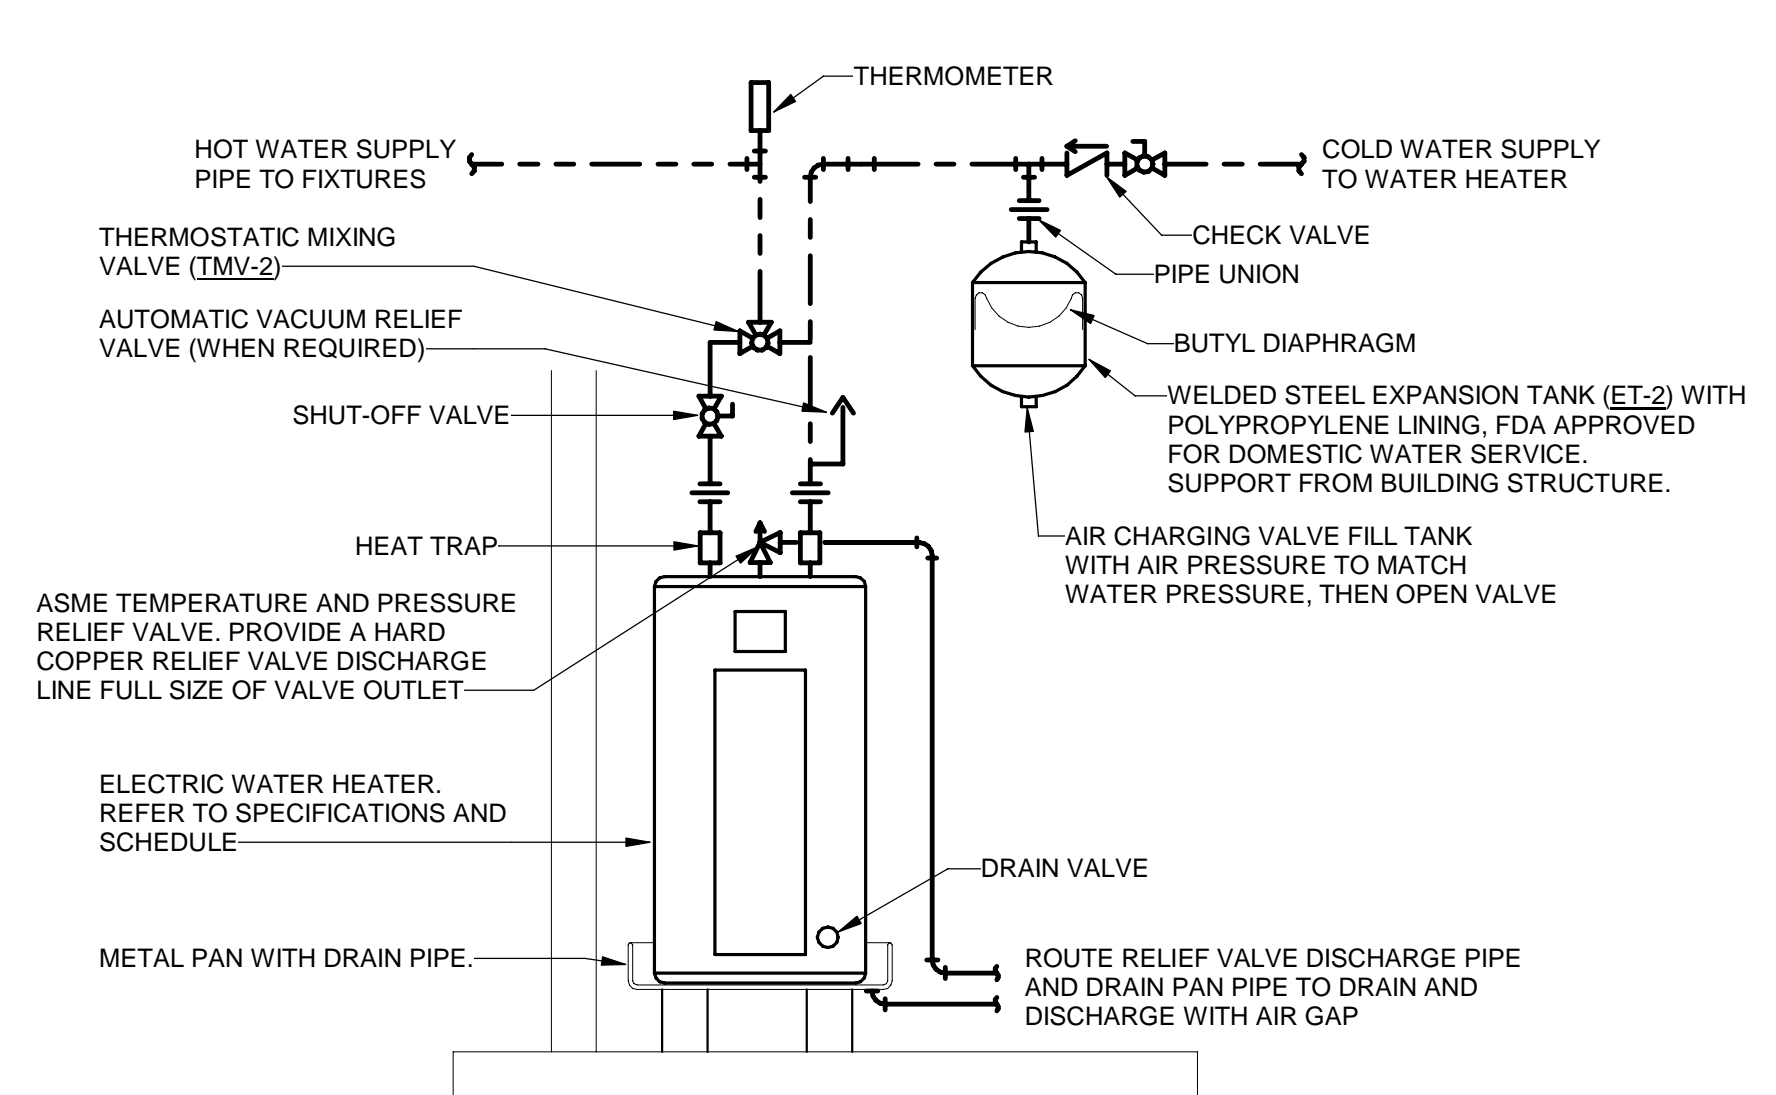 THERMOMETER
HOT WATER SUPPLY
PIPE TO FIXTURES
COLD WATER SUPPLY
TO WATER HEATER
THERMOSTATIC MIXING
VALVE (TMV-2)
CHECK VALVE
PIPE UNION
AUTOMATIC VACUUM RELIEF
VALVE (WHEN REQUIRED)
BUTYL DIAPHRAGM
SHUT-OFF VALVE
WELDED STEEL EXPANSION TANK (ET-2) WITH
POLYPROPYLENE LINING, FDA APPROVED
FOR DOMESTIC WATER SERVICE.
SUPPORT FROM BUILDING STRUCTURE.
HEAT TRAP
AIR CHARGING VALVE FILL TANK
WITH AIR PRESSURE TO MATCH
WATER PRESSURE, THEN OPEN VALVE
ASME TEMPERATURE AND PRESSURE
RELIEF VALVE. PROVIDE A HARD
COPPER RELIEF VALVE DISCHARGE
LINE FULL SIZE OF VALVE OUTLET
ELECTRIC WATER HEATER.
REFER TO SPECIFICATIONS AND
SCHEDULE
DRAIN VALVE
METAL PAN WITH DRAIN PIPE.
ROUTE RELIEF VALVE DISCHARGE PIPE
AND DRAIN PAN PIPE TO DRAIN AND
DISCHARGE WITH AIR GAP